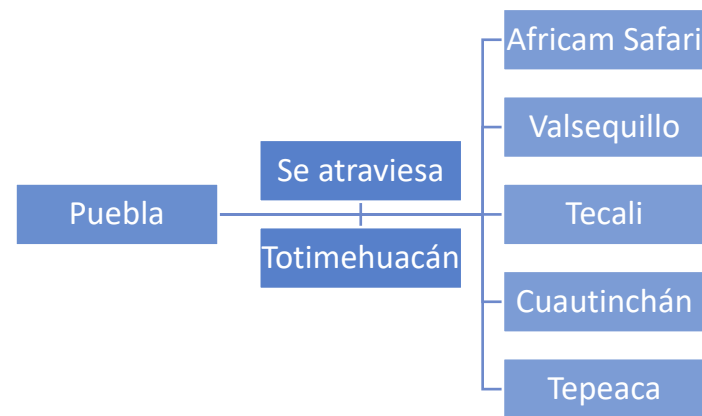 Puebla
Se atraviesa
Totimehuacán
Africam Safari
Valsequillo
Tecali
Cuautinchán
Tepeaca